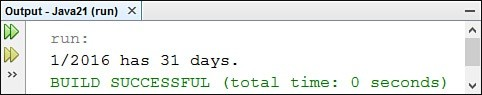 Output - Java21 (run)
run:
1/2016 has 31 days.
BUILD SUCCESSFUL (total time: 0 seconds)